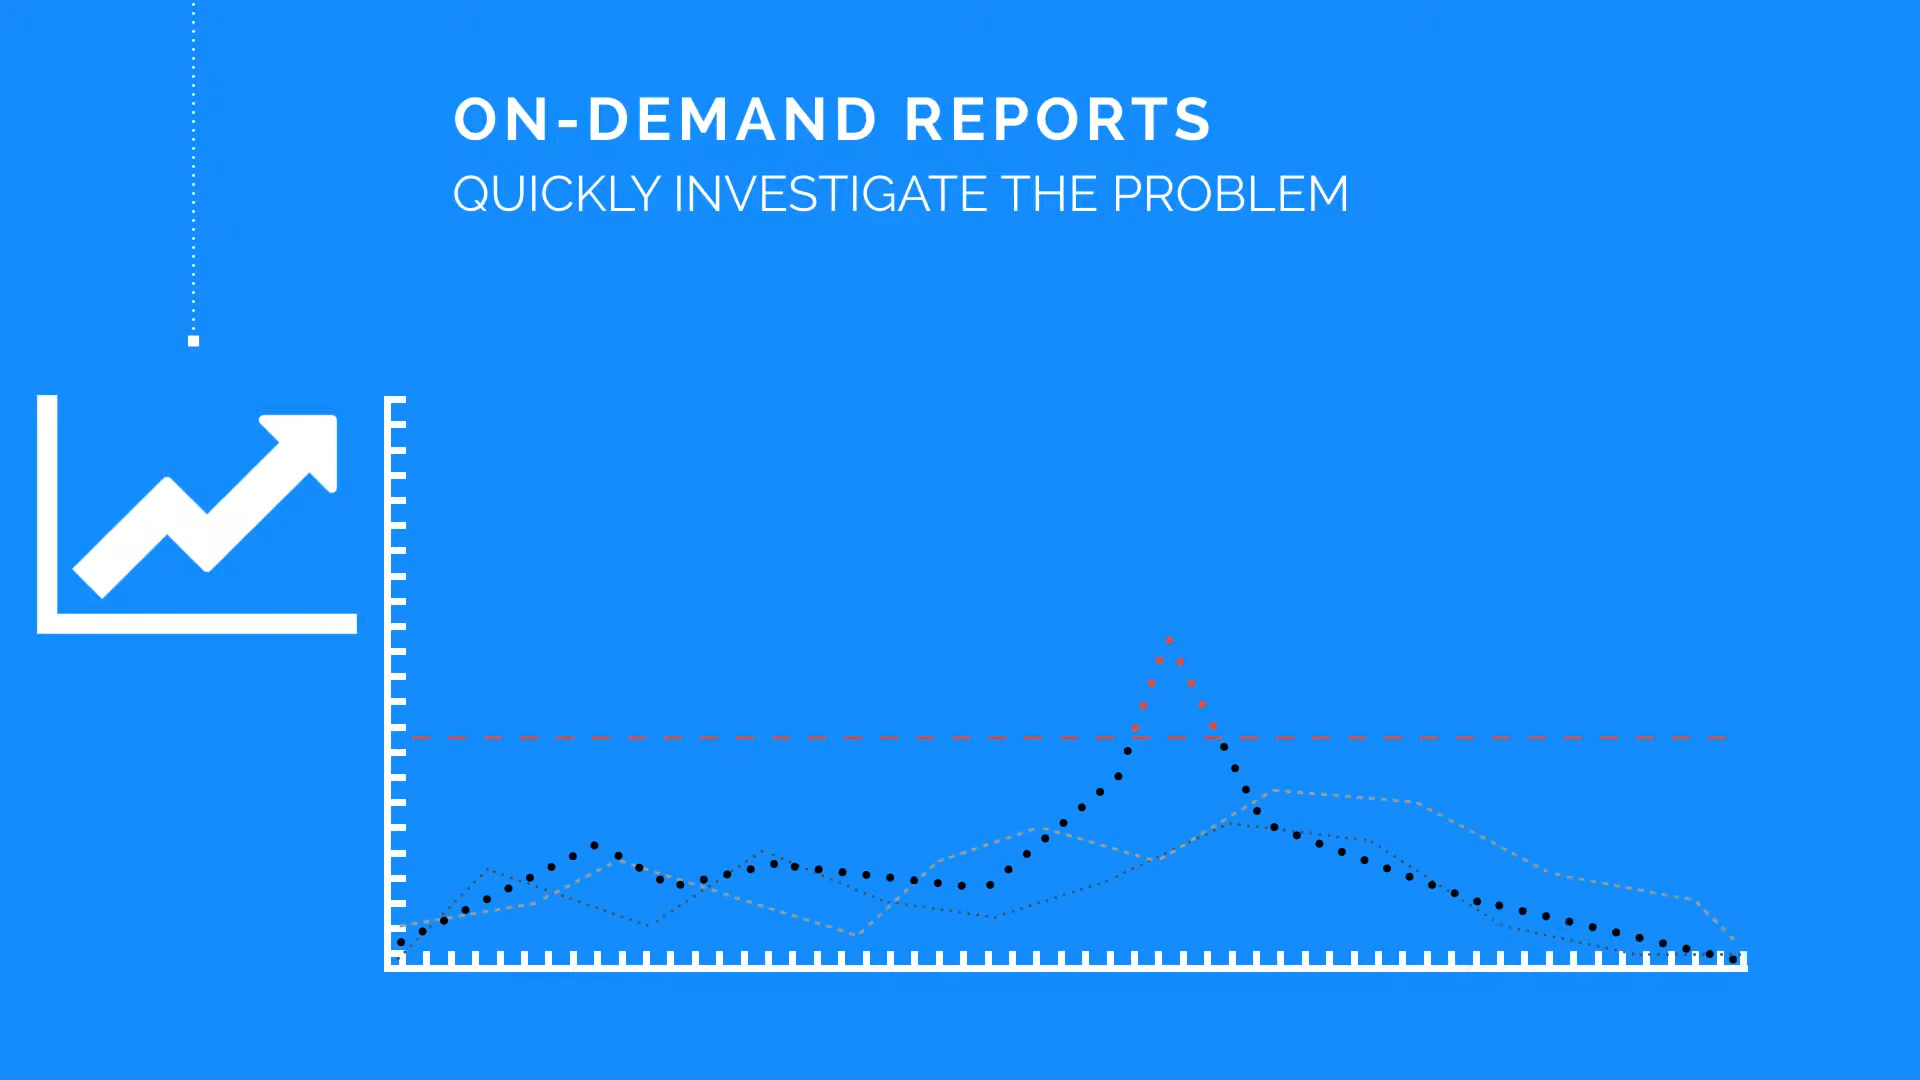 ON-DEMAND REPORTS
QUICKLY INVESTIGATE THE PROBLEM